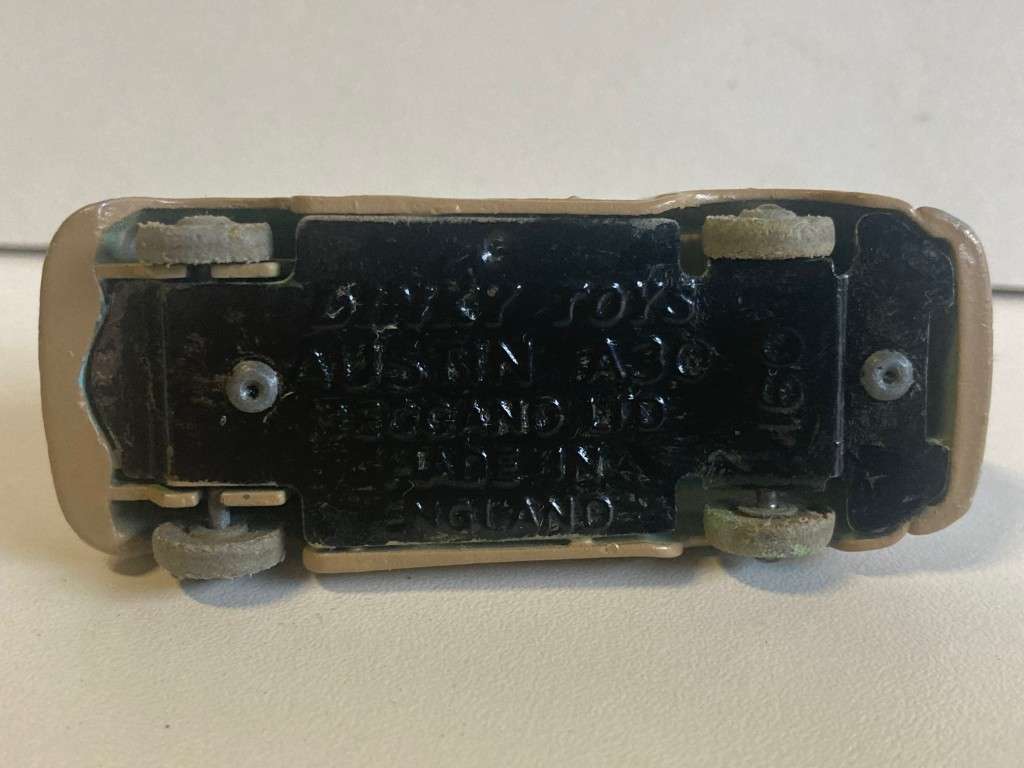 DINKY TOYS
AUSTIN A30
MECCANO LTD
MADE IN
ENGLAND
160